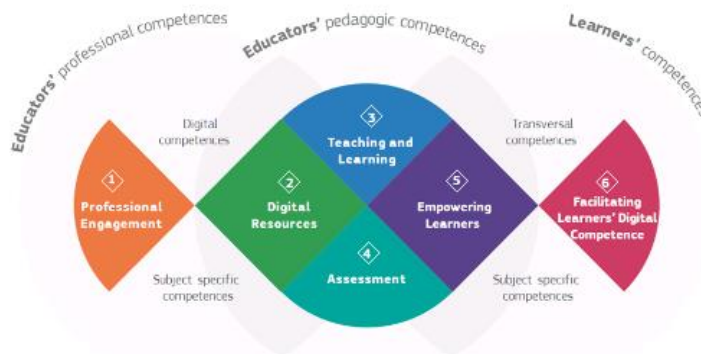 Educators' professional competences
Educators' pedagogic competences
Learners' competences
Digital
competences
Transversal
competences
1
Professional
Engagement
2
Digital
Resources
3
Teaching and
Learning
4
Assessment
5
Empowering
Learners
6
Facilitating
Learners' Digital
Competence
Subject specific
competences
Subject specific
competences